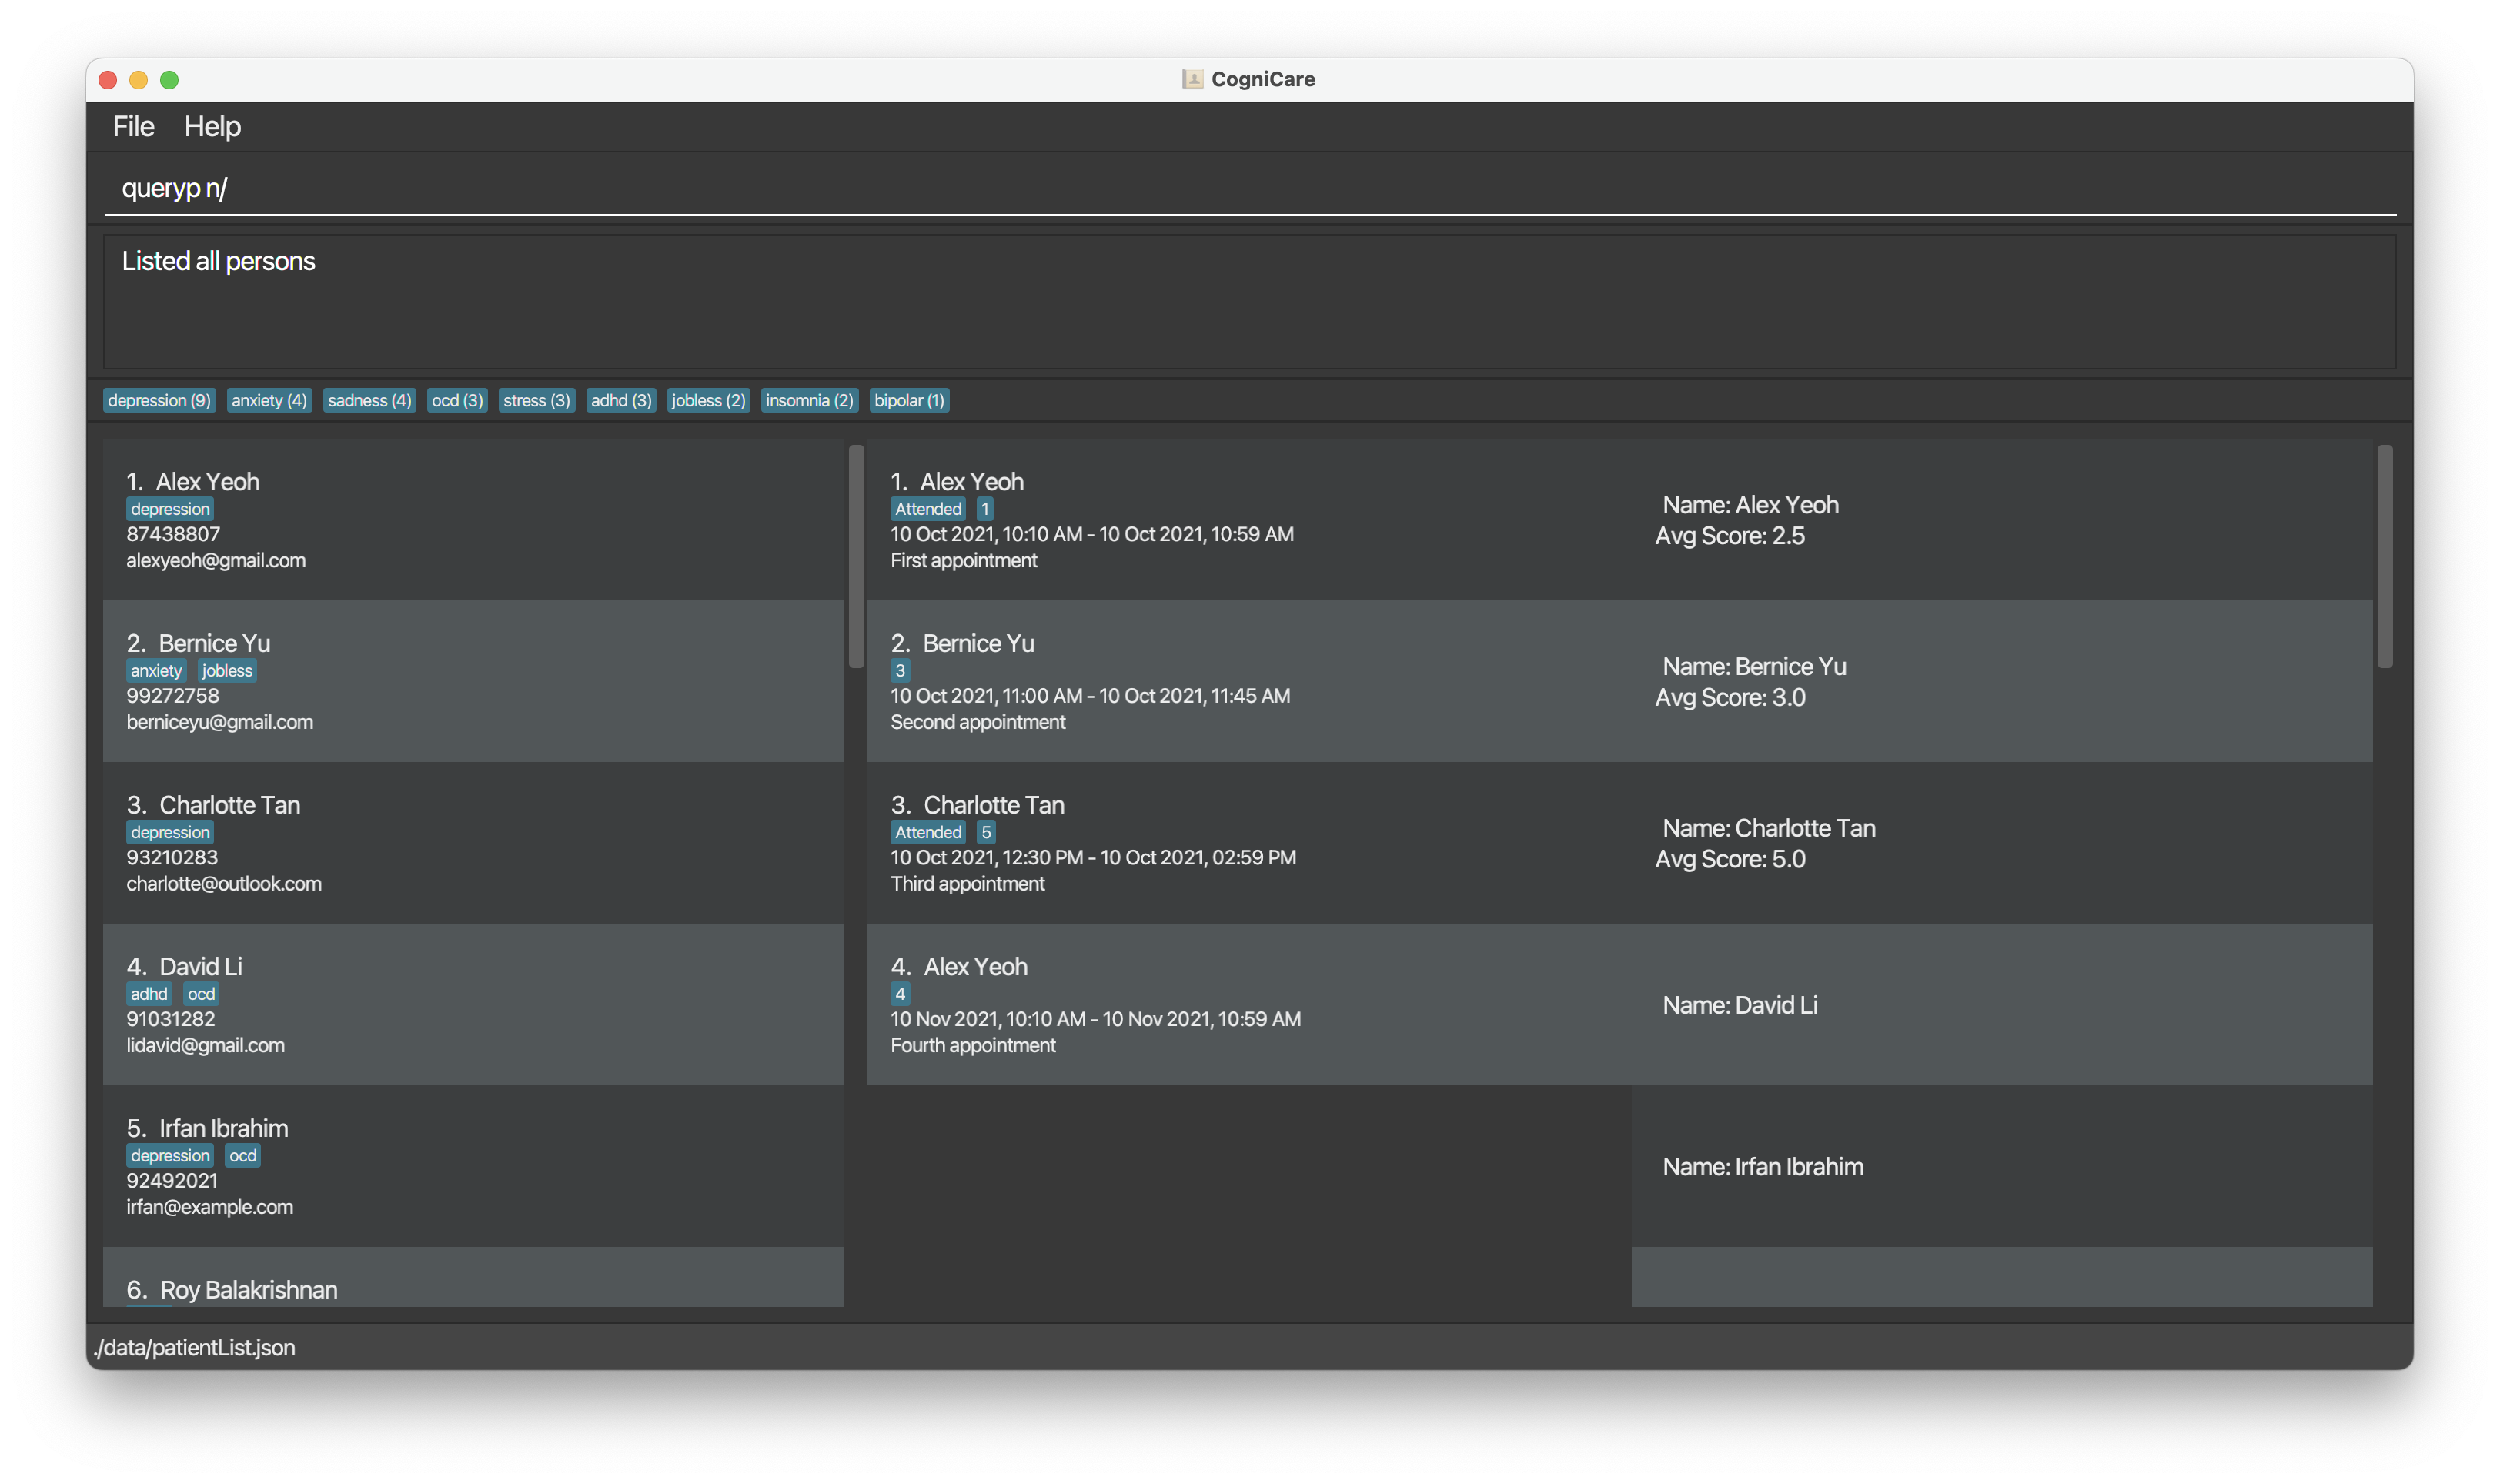 CogniCare
File Help
queryp n/
Listed all persons
depression (9) anxiety (4) sadness (4) ocd (3) stress (3) adhd (3) jobless (2) insomnia (2) bipolar (1)
1. Alex Yeoh
depression
87438807
alexyeoh@gmail.com
2. Bernice Yu
anxiety jobless
99272758
berniceyu@gmail.com
3. Charlotte Tan
depression
93210283
charlotte@outlook.com
4. David Li
adhd ocd
91031282
lidavid@gmail.com
5. Irfan Ibrahim
depression ocd
92492021
irfan@example.com
6. Roy Balakrishnan
1. Alex Yeoh
Attended 1
10 Oct 2021, 10:10 AM - 10 Oct 2021, 10:59 AM
First appointment
2. Bernice Yu
3
10 Oct 2021, 11:00 AM - 10 Oct 2021, 11:45 AM
Second appointment
3. Charlotte Tan
Attended 5
10 Oct 2021, 12:30 PM - 10 Oct 2021, 02:59 PM
Third appointment
4. Alex Yeoh
4
10 Nov 2021, 10:10 AM - 10 Nov 2021, 10:59 AM
Fourth appointment
Name: Alex Yeoh
Avg Score: 2.5
Name: Bernice Yu
Avg Score: 3.0
Name: Charlotte Tan
Avg Score: 5.0
Name: David Li
Name: Irfan Ibrahim
./data/patientList.json